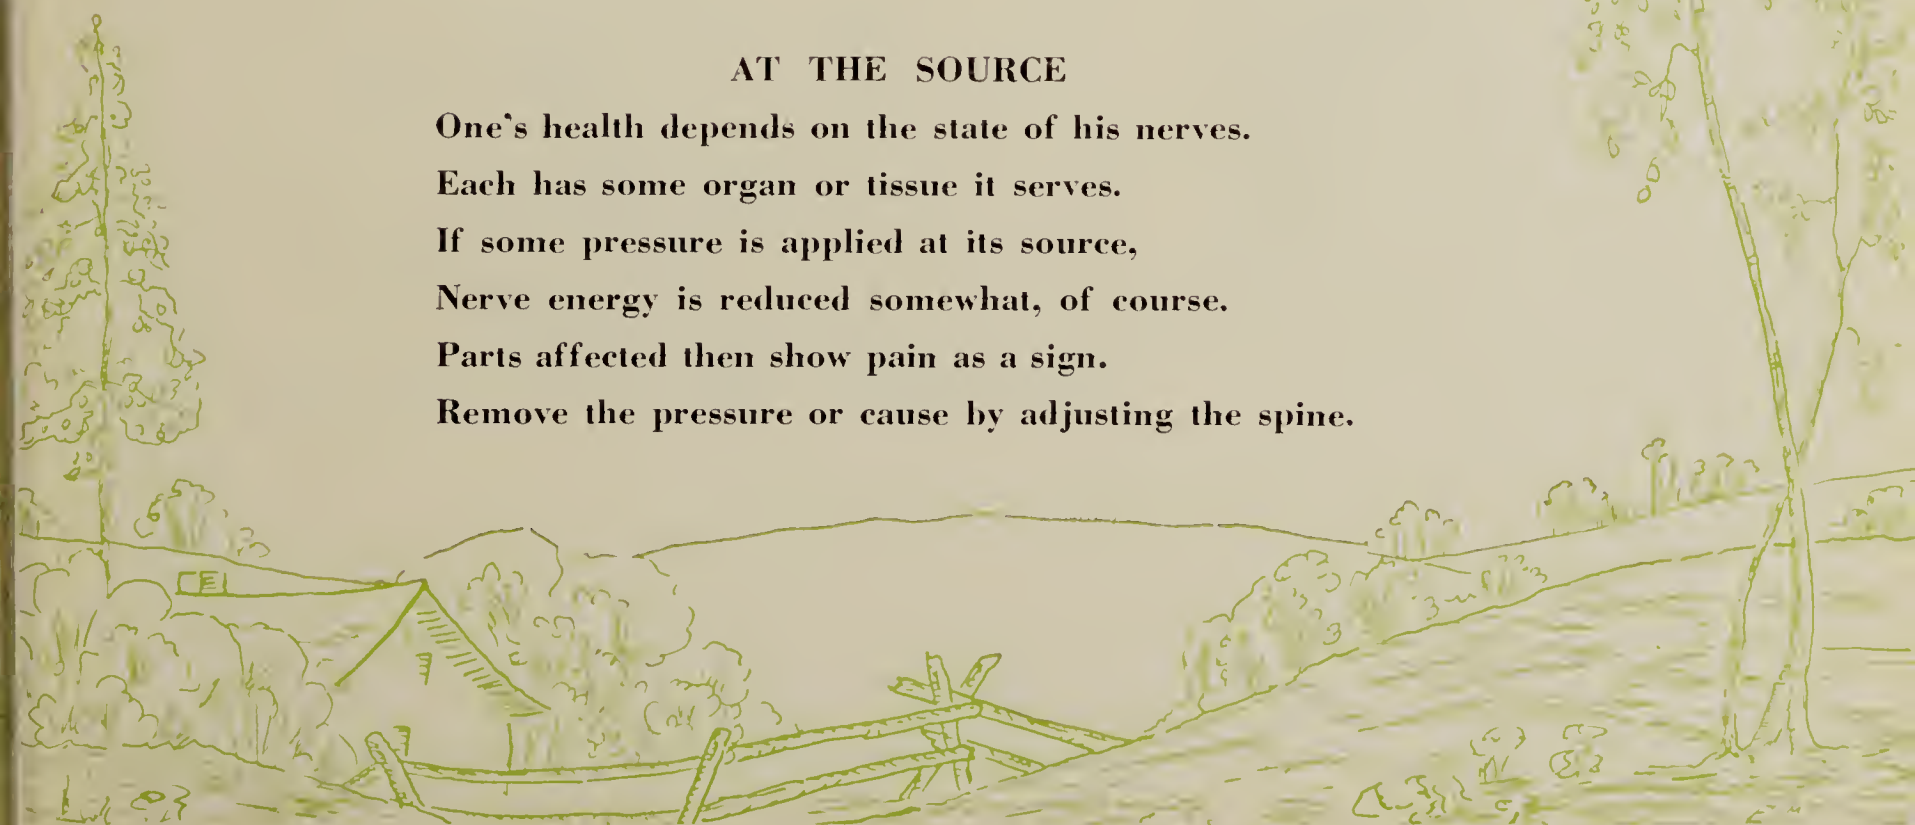 AT THE SOURCE
One's health depends on the state of his nerves.
Each has some organ or tissue it serves.
If some pressure is applied at its source,
Nerve energy is reduced somewhat, of course.
Parts affected then show pain as a sign.
Remove the pressure or cause by adjusting the spine.